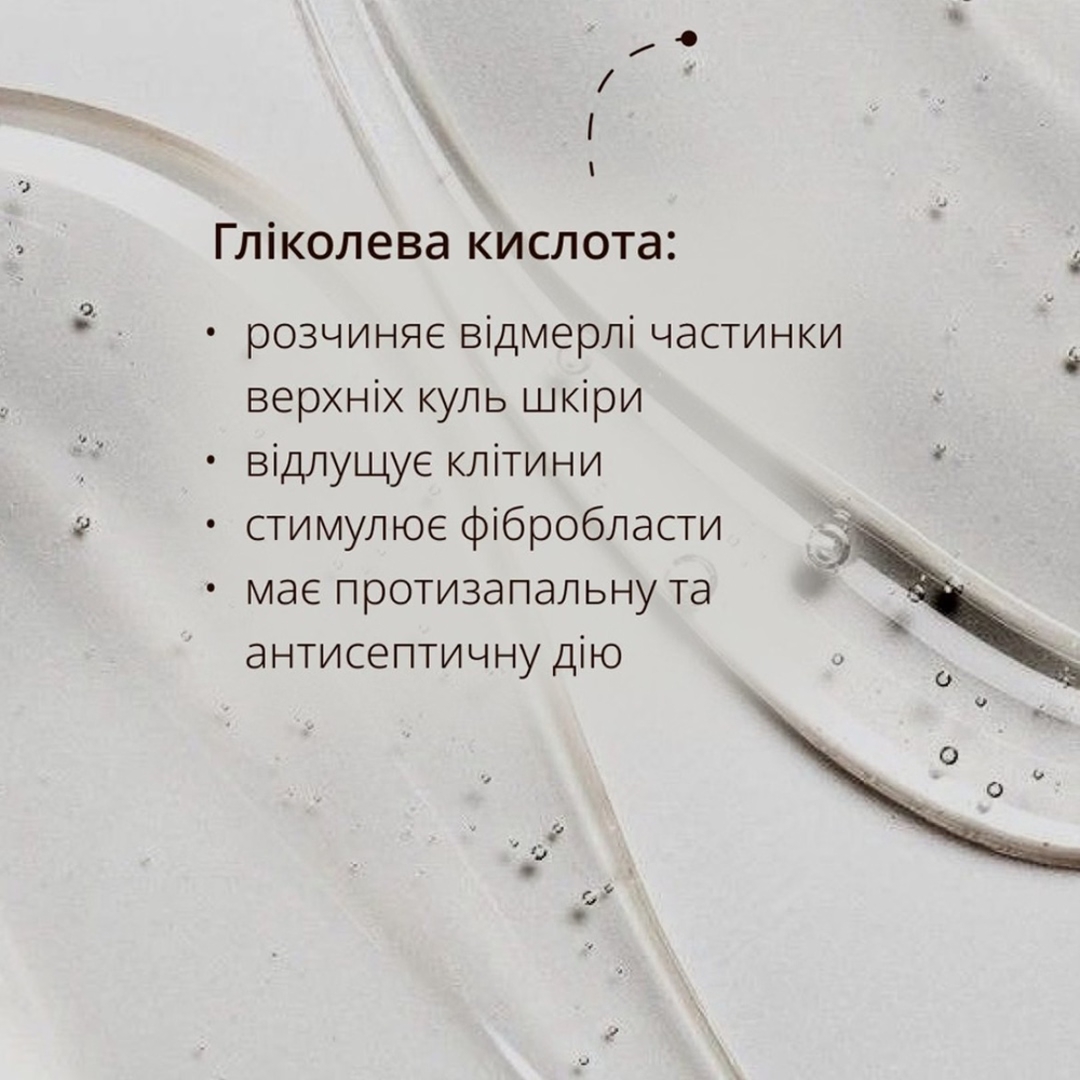 Гліколева кислота:
• розчиняє відмерлі частинки
верхніх куль шкіри
• відлущує клітини
• стимулює фібробласти
• має протизапальну та
антисептичну дію